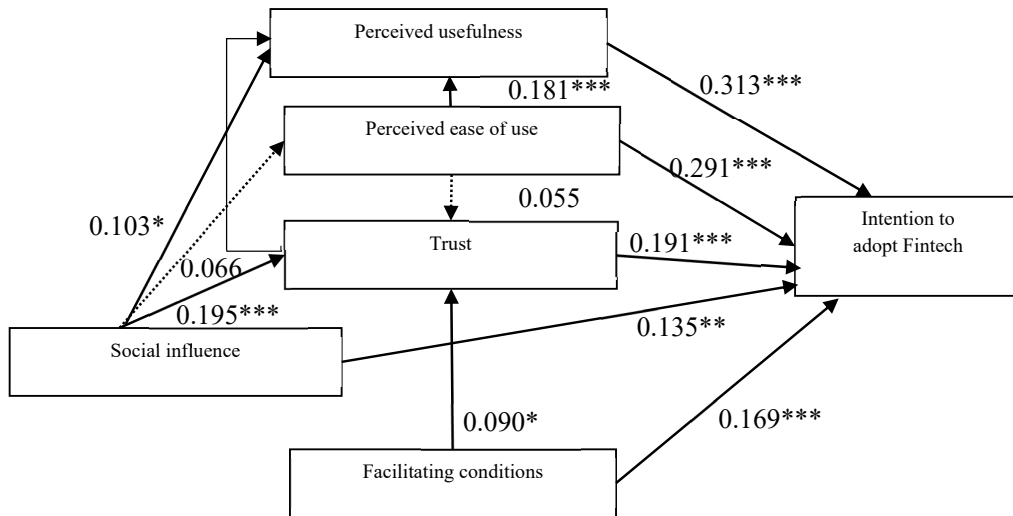 Perceived usefulness
0.313***
0.181***
Perceived ease of use
0.291***
0.055
Intention to
adopt Fintech
0.103*
Trust
0.191***
0.066
0.195***
0.135**
Social influence
0.090*
0.169***
Facilitating conditions